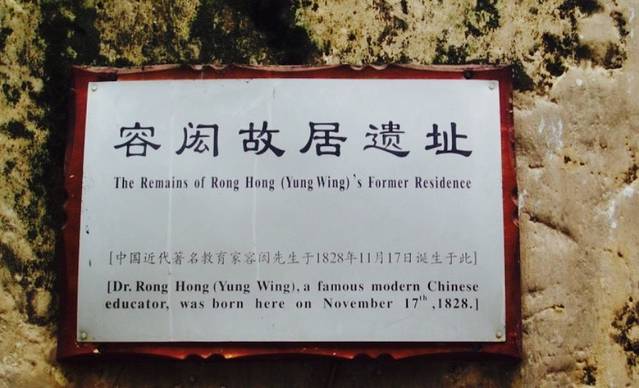 容闳故居遗址
The Remains of Rong Hong (Yung Wing)'s Former Residence
[中国近代著名教育家容闳先生于1828年11月17日诞生于此]
[Dr. Rong Hong (Yung Wing), a famous modern Chinese
educator, was born here on November 17th ,1828.]